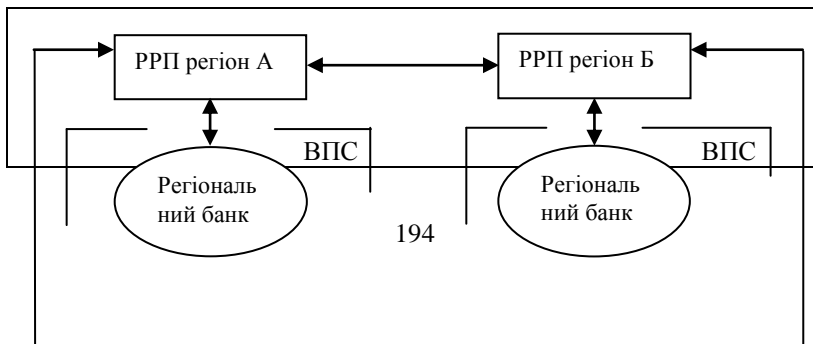 РРП регіон А
РРП регіон Б
ВПС
ВПС
Регіональ
ний банк
Регіональ
ний банк
194